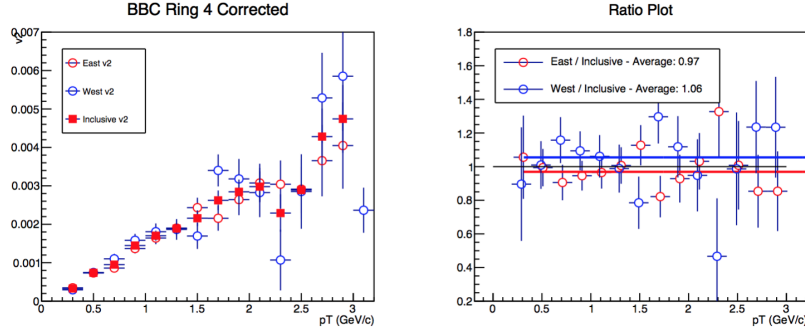 BBC Ring 4 Corrected
v2
0.007
0.006
0.005
0.004
0.003
0.002
0.001
0
East v2
West v2
Inclusive v2
0 0.5 1 1.5 2 2.5 3
pT (GeV/c)
Ratio Plot
1.8
1.6
1.4
1.2
1.0
0.8
0.6
0.4
0.2
East / Inclusive - Average: 0.97
West / Inclusive - Average: 1.06
0 0.5 1 1.5 2 2.5 3
pT (GeV/c)